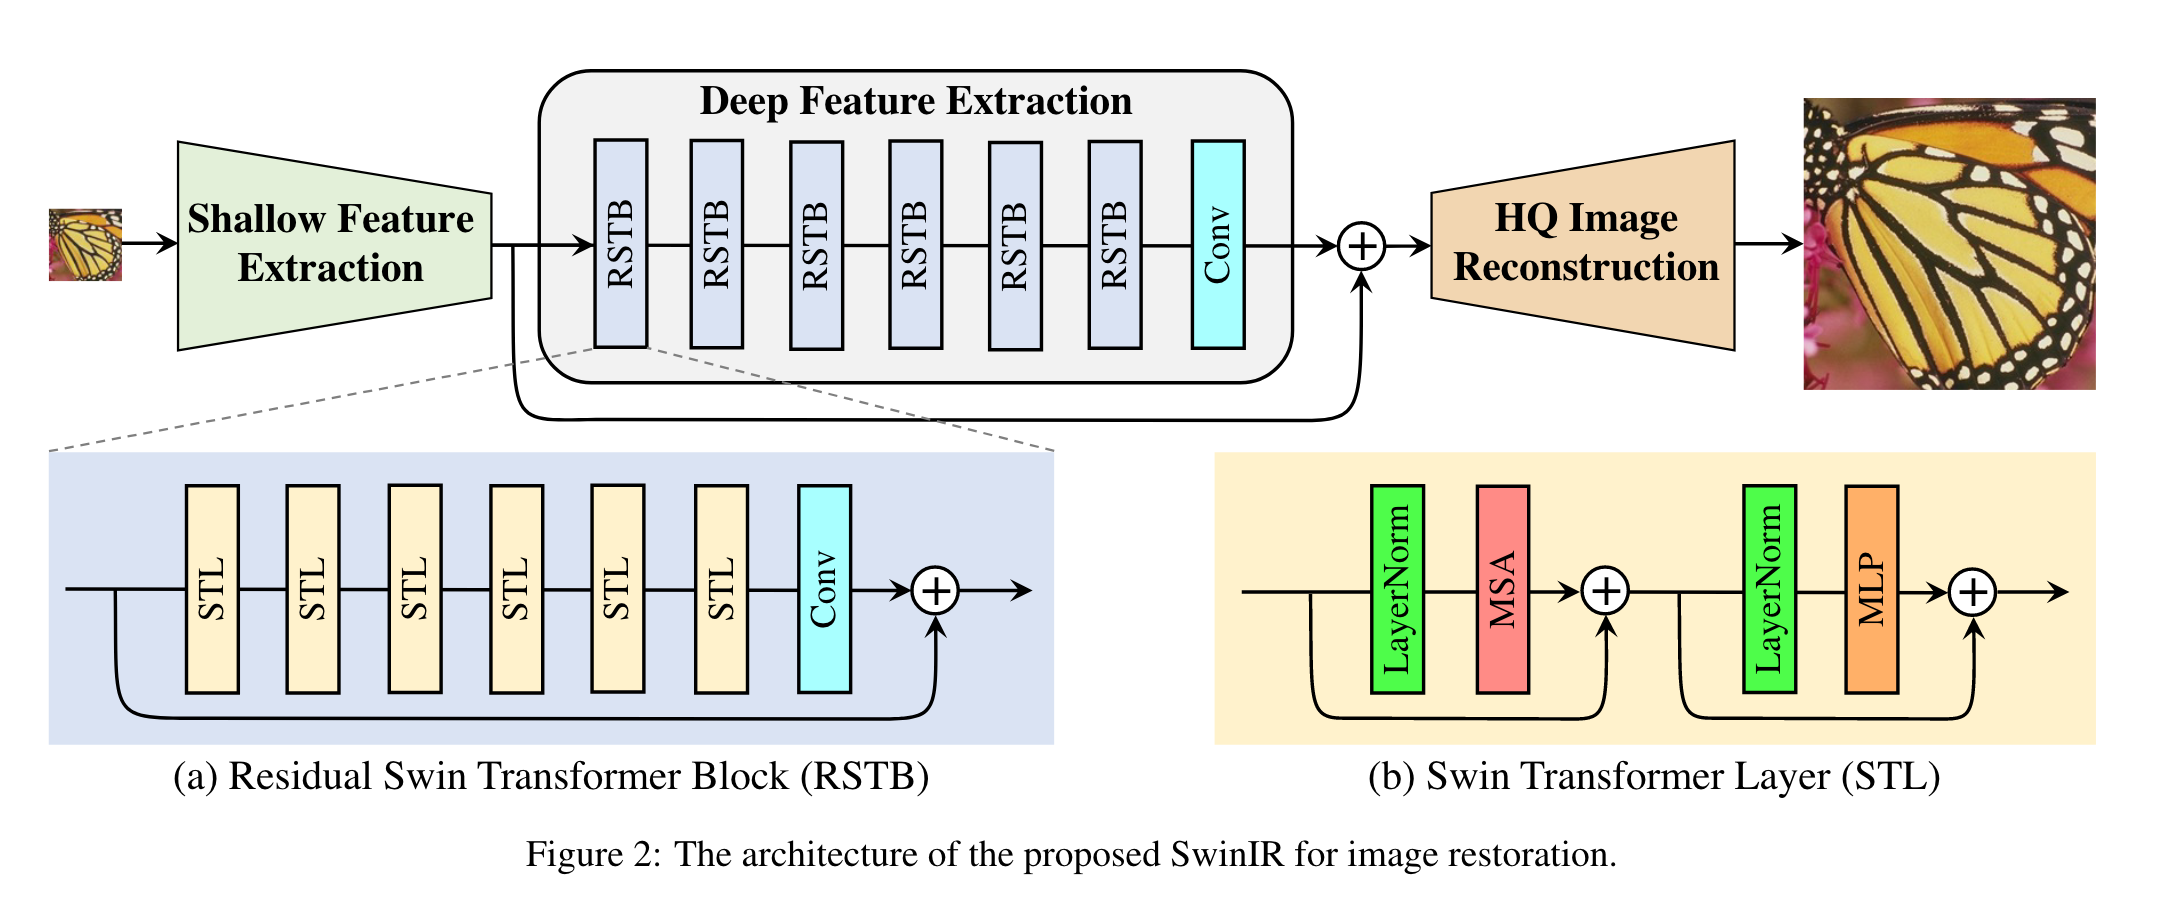 Deep Feature Extraction
Shallow Feature
Extraction
RSTB
RSTB
RSTB
RSTB
RSTB
RSTB
Conv
HQ Image
Reconstruction
STL
STL
STL
STL
STL
STL
Conv
(a) Residual Swin Transformer Block (RSTB)
LayerNorm
MSA
LayerNorm
MLP
(b) Swin Transformer Layer (STL)
Figure 2: The architecture of the proposed SwinIR for image restoration.